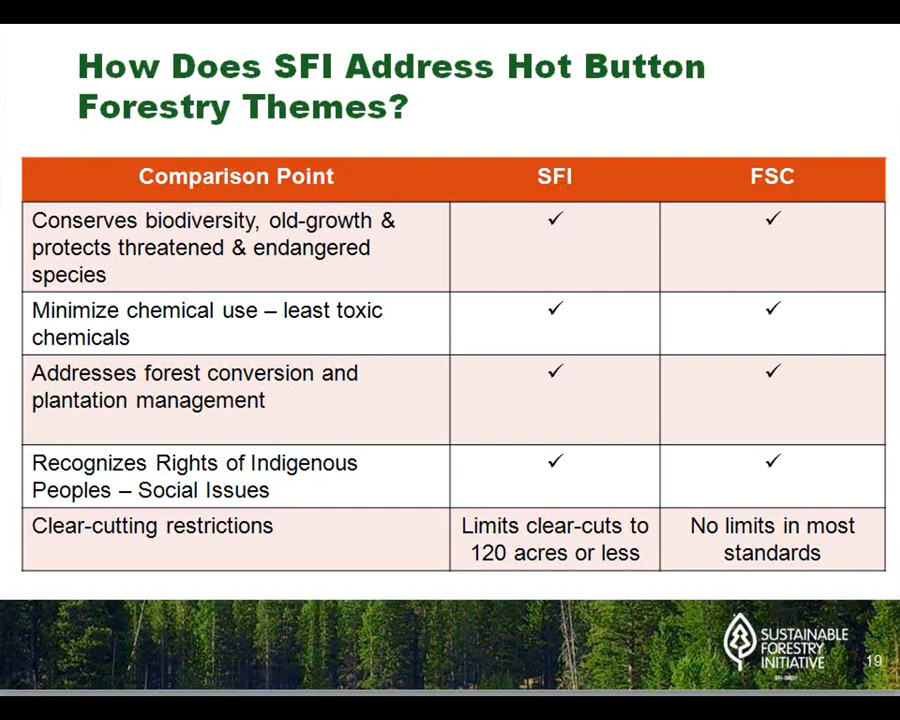 How Does SFI Address Hot Button
Forestry Themes?
Comparison Point
SFI
FSC
Conserves biodiversity, old-growth &
protects threatened & endangered
species
✓
✓
Minimize chemical use – least toxic
chemicals
✓
✓
Addresses forest conversion and
plantation management
✓
✓
Recognizes Rights of Indigenous
Peoples – Social Issues
✓
✓
Clear-cutting restrictions
Limits clear-cuts to
120 acres or less
No limits in most
standards
SUSTAINABLE
FORESTRY
INITIATIVE
19